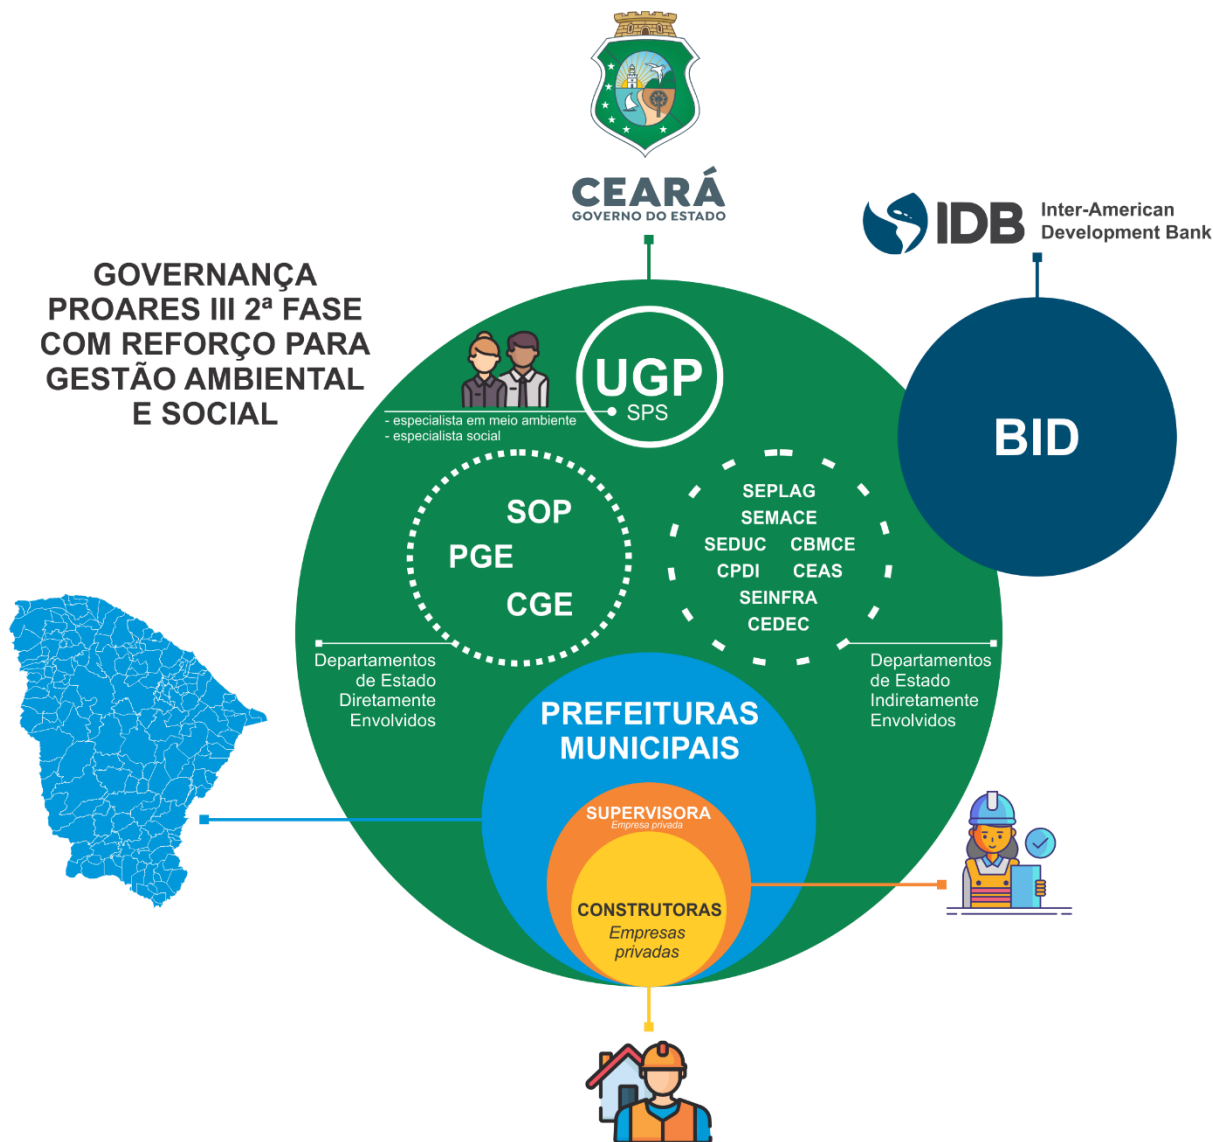 CEARÁ
GOVERNO DO ESTADO
IDB
Inter-American
Development Bank
GOVERNANÇA
PROARES III 2ª FASE
COM REFORÇO PARA
GESTÃO AMBIENTAL
E SOCIAL
UGP
SPS
- especialista em meio ambiente
- especialista social
BID
SOP
PGE
CGE
SEPLAG
SEMACE
SEDUC CBMCE
CPDI CEAS
SEINFRA
CEDEC
Departamentos
de Estado
Diretamente
Envolvidos
Departamentos
de Estado
Indiretamente
Envolvidos
PREFEITURAS
MUNICIPAIS
SUPERVISORA
Empresa privada
CONSTRUTORAS
Empresas
privadas